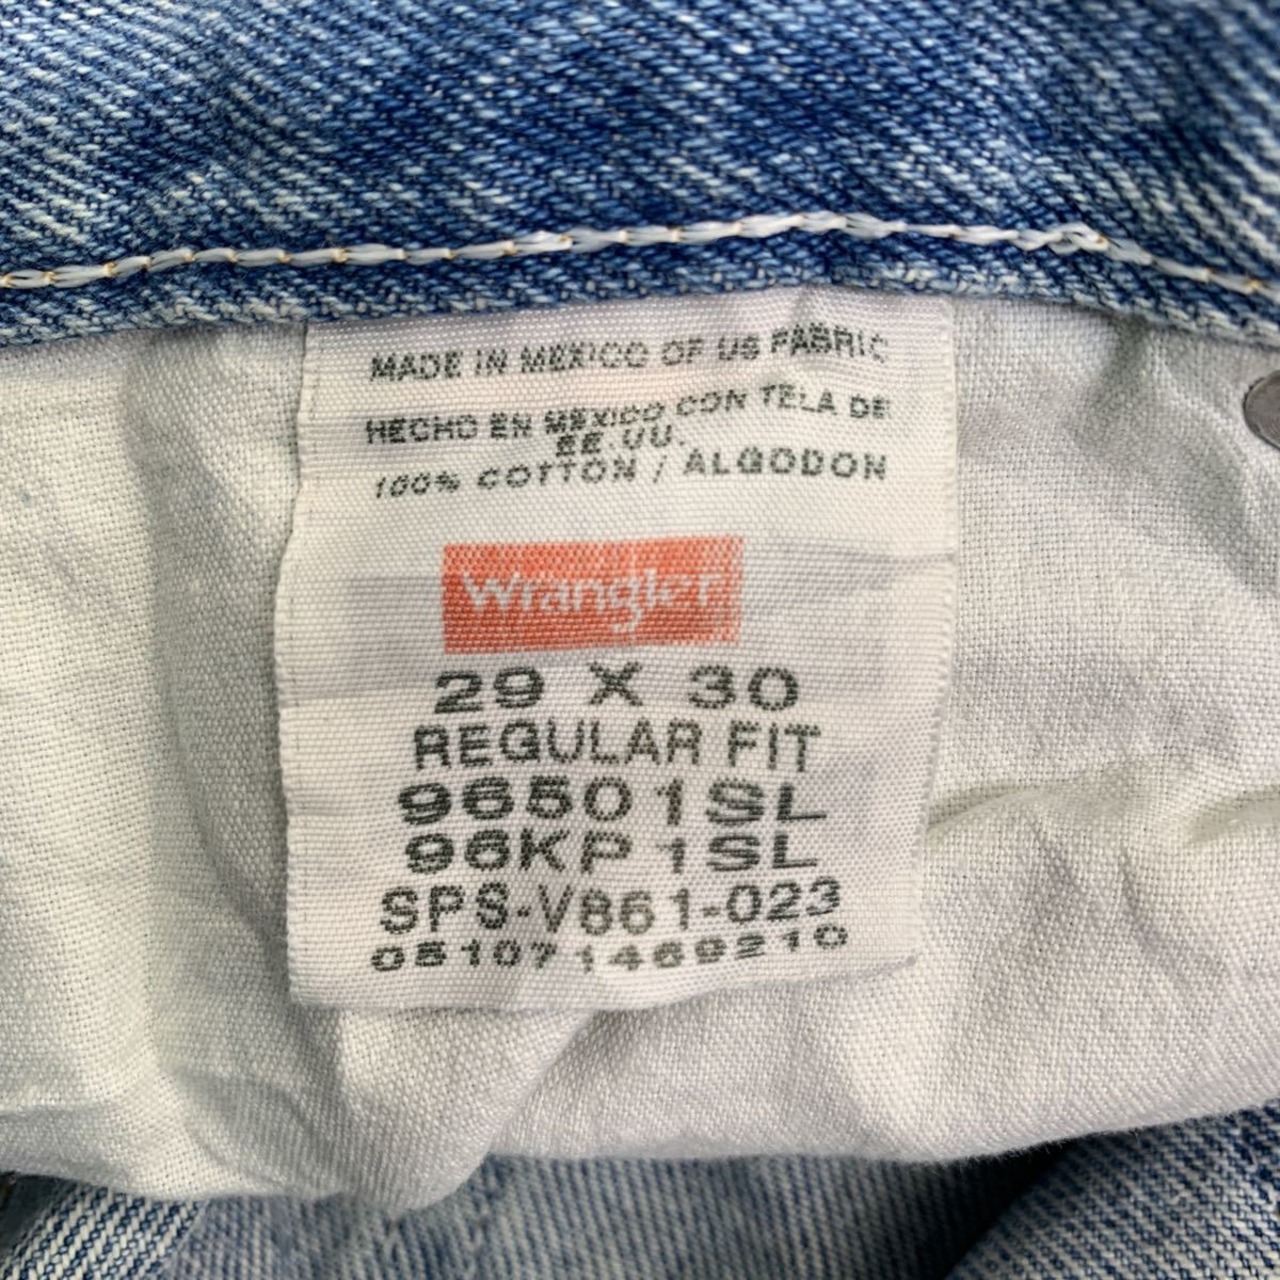 MADE IN MEXICO OF US FABRIC
HECHO EN MEXICO CON TELA DE
EE.UU.
100% COTTON / ALGODON
Wrangler
29 X 30
REGULAR FIT
96501SL
96KP1SL
SPS-V861-023
051071469210